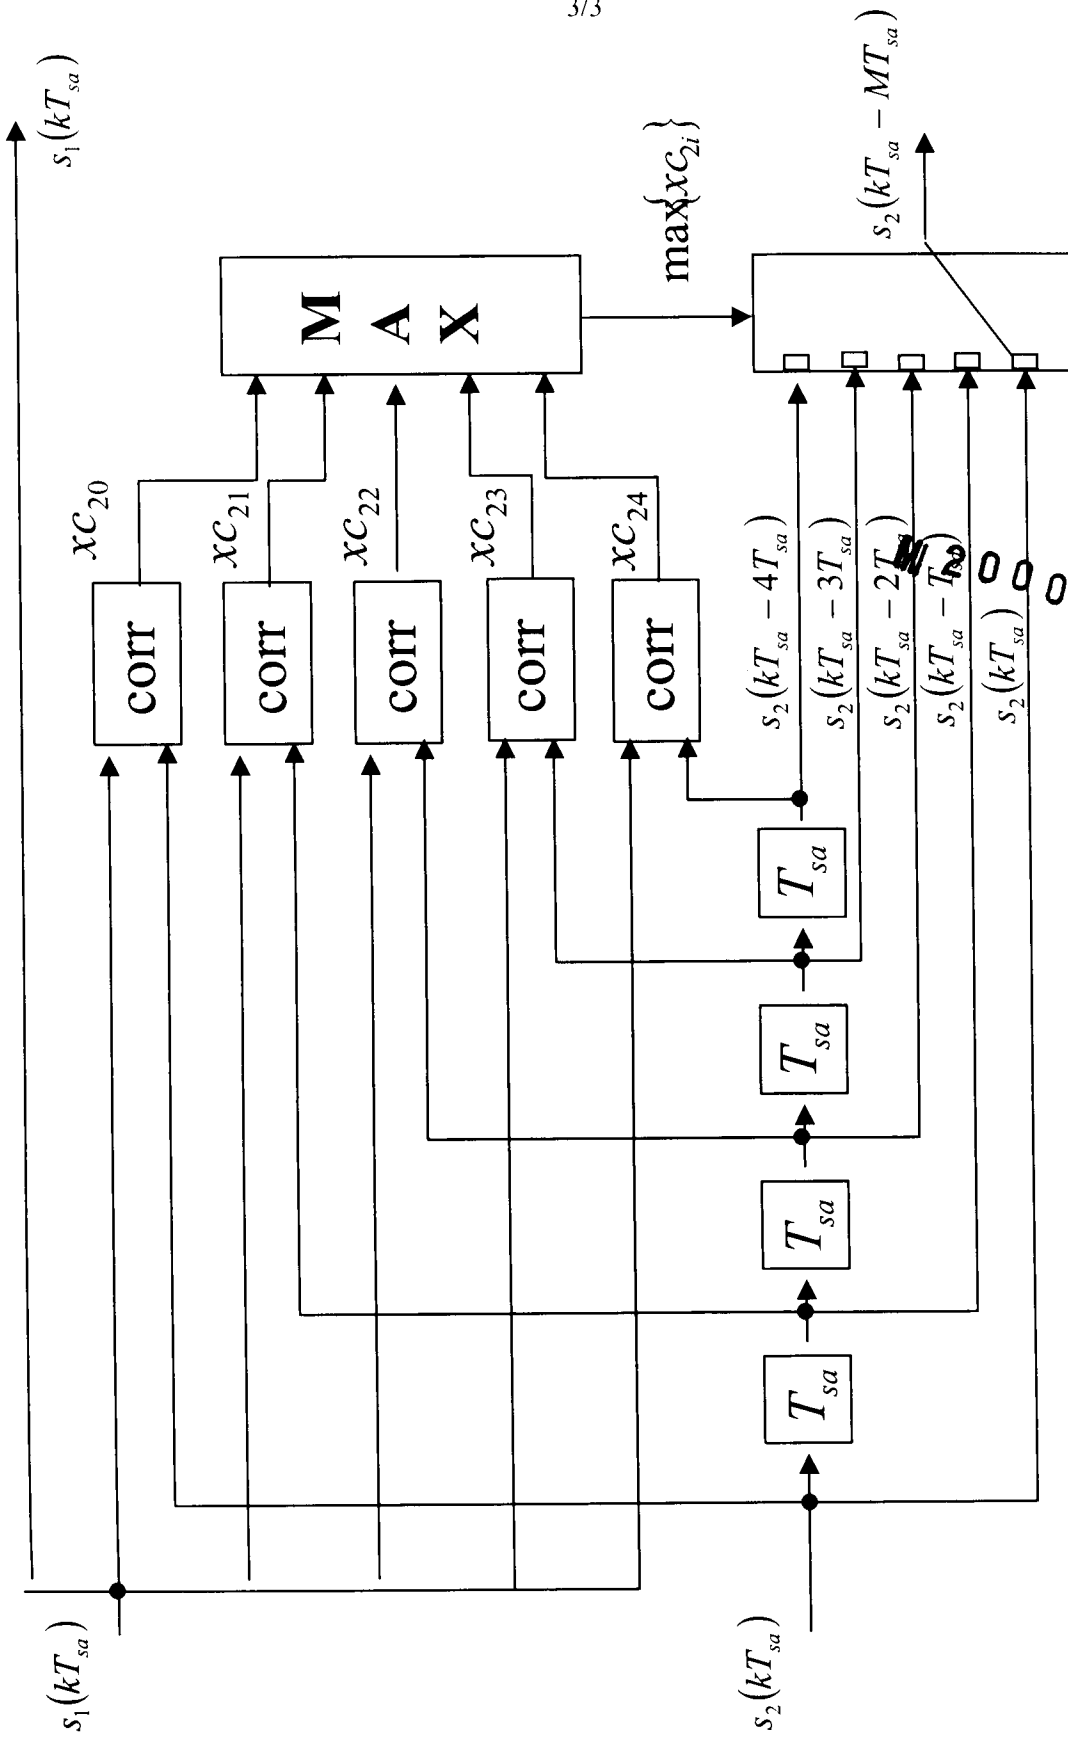 3/3
s₁(kTₛₐ)
s₁(kTₛₐ)
xc₂₀
corr
xc₂₁
corr
xc₂₂
corr
xc₂₃
corr
xc₂₄
corr
M
A
X
max{xc₂ᵢ}
s₂(kTₛₐ − MTₛₐ)
s₂(kTₛₐ − 4Tₛₐ)
s₂(kTₛₐ − 3Tₛₐ)
s₂(kTₛₐ − 2Tₛₐ)
s₂(kTₛₐ − Tₛₐ)
s₂(kTₛₐ)
Tₛₐ
Tₛₐ
Tₛₐ
Tₛₐ
s₂(kTₛₐ)
2000